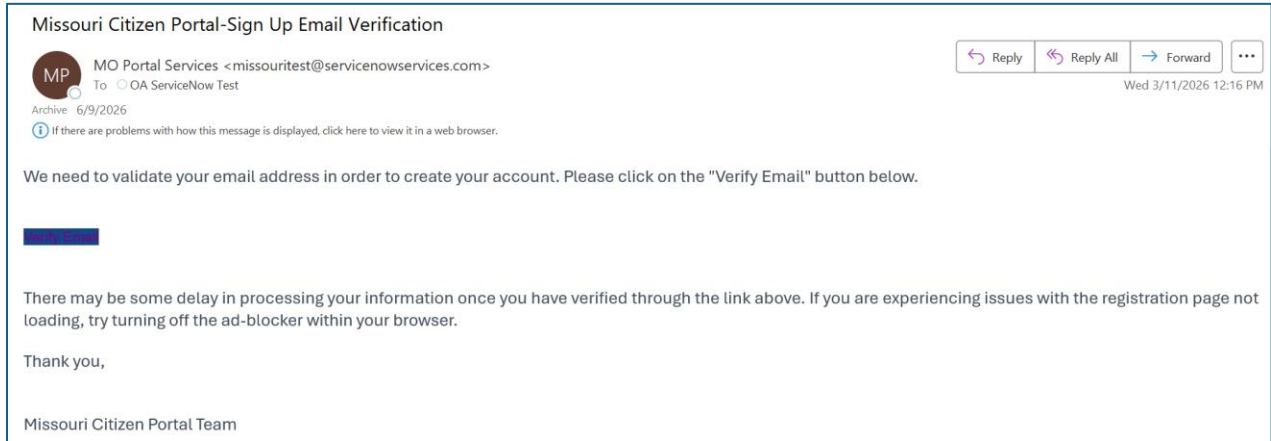 Missouri Citizen Portal-Sign Up Email Verification
MP
MO Portal Services <missouritest@servicenowservices.com>
Reply
Reply All
Forward
To OA ServiceNow Test
Wed 3/11/2026 12:16 PM
Archive 6/9/2026
If there are problems with how this message is displayed, click here to view it in a web browser.
We need to validate your email address in order to create your account. Please click on the "Verify Email" button below.
Verify Email
There may be some delay in processing your information once you have verified through the link above. If you are experiencing issues with the registration page not
loading, try turning off the ad-blocker within your browser.
Thank you,
Missouri Citizen Portal Team